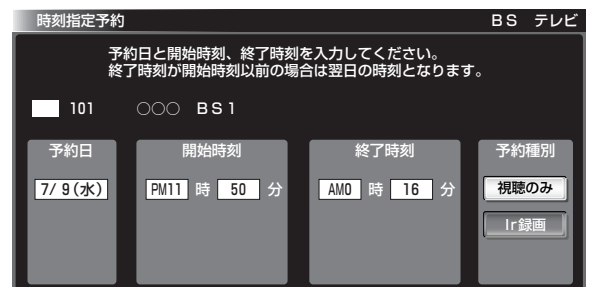 時刻指定予約 BS テレビ
予約日と開始時刻、終了時刻を入力してください。
終了時刻が開始時刻以前の場合は翌日の時刻となります。
101 ○○○ BS1
予約日 開始時刻 終了時刻 予約種別
7/ 9(水) PM11 時 50 分 AM0 時 16 分 視聴のみ
Ir録画